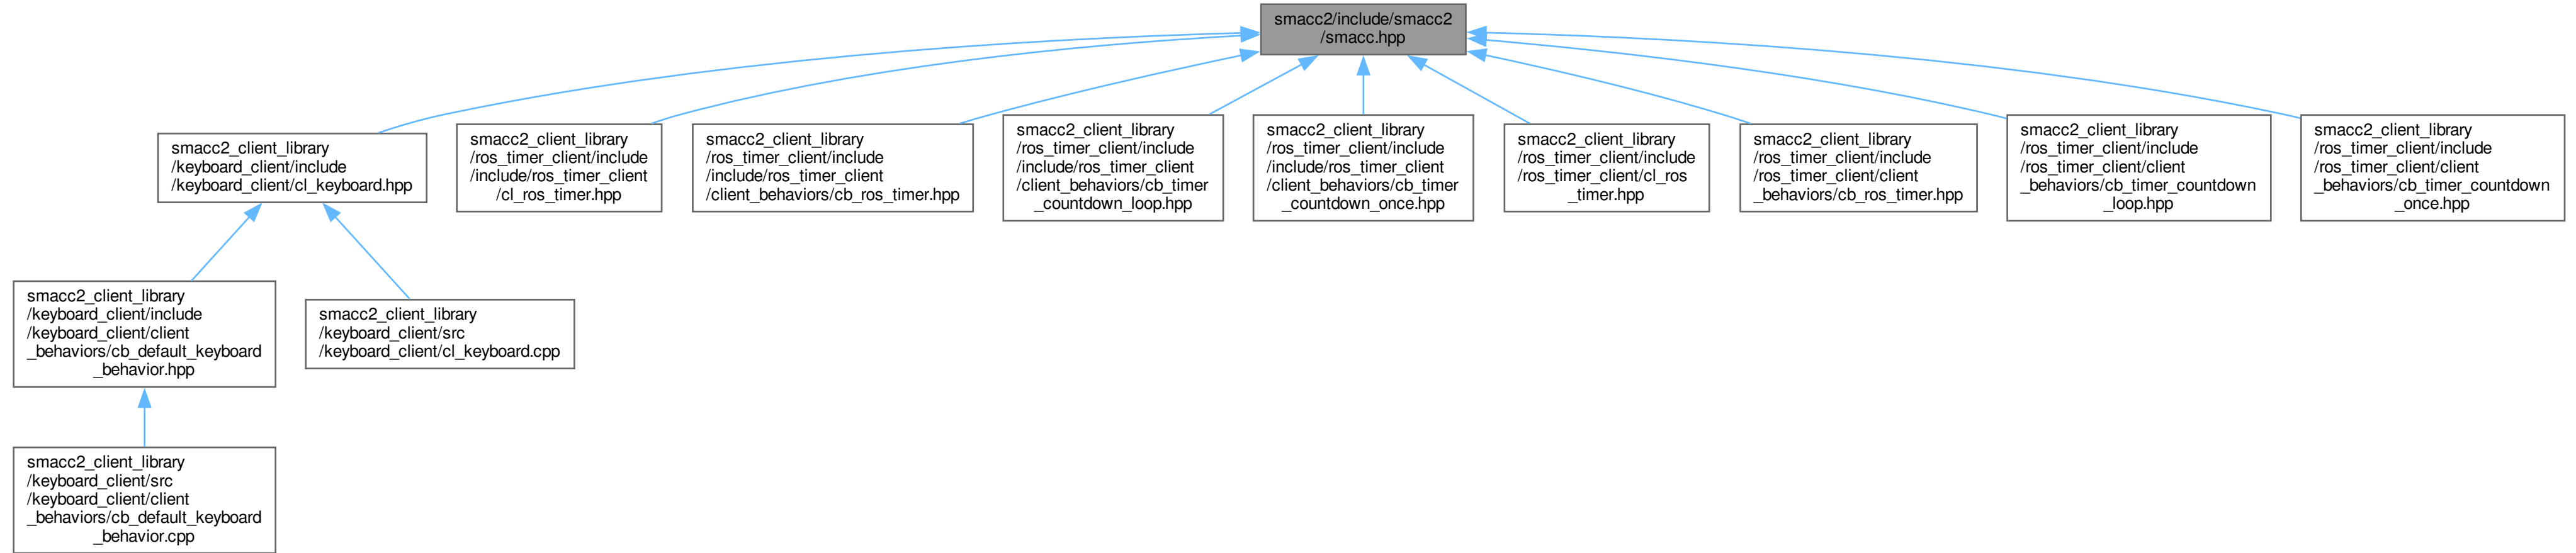 smacc2/include/smacc2
/smacc.hpp
smacc2_client_library
/keyboard_client/include
/keyboard_client/cl_keyboard.hpp
smacc2_client_library
/ros_timer_client/include
/include/ros_timer_client
/cl_ros_timer.hpp
smacc2_client_library
/ros_timer_client/include
/include/ros_timer_client
/client_behaviors/cb_ros_timer.hpp
smacc2_client_library
/ros_timer_client/include
/include/ros_timer_client
/client_behaviors/cb_timer
_countdown_loop.hpp
smacc2_client_library
/ros_timer_client/include
/include/ros_timer_client
/client_behaviors/cb_timer
_countdown_once.hpp
smacc2_client_library
/ros_timer_client/include
/ros_timer_client/cl_ros
_timer.hpp
smacc2_client_library
/ros_timer_client/include
/ros_timer_client/client
_behaviors/cb_ros_timer.hpp
smacc2_client_library
/ros_timer_client/include
/ros_timer_client/client
_behaviors/cb_timer_countdown
_loop.hpp
smacc2_client_library
/ros_timer_client/include
/ros_timer_client/client
_behaviors/cb_timer_countdown
_once.hpp
smacc2_client_library
/keyboard_client/include
/keyboard_client/client
_behaviors/cb_default_keyboard
_behavior.hpp
smacc2_client_library
/keyboard_client/src
/keyboard_client/cl_keyboard.cpp
smacc2_client_library
/keyboard_client/src
/keyboard_client/client
_behaviors/cb_default_keyboard
_behavior.cpp